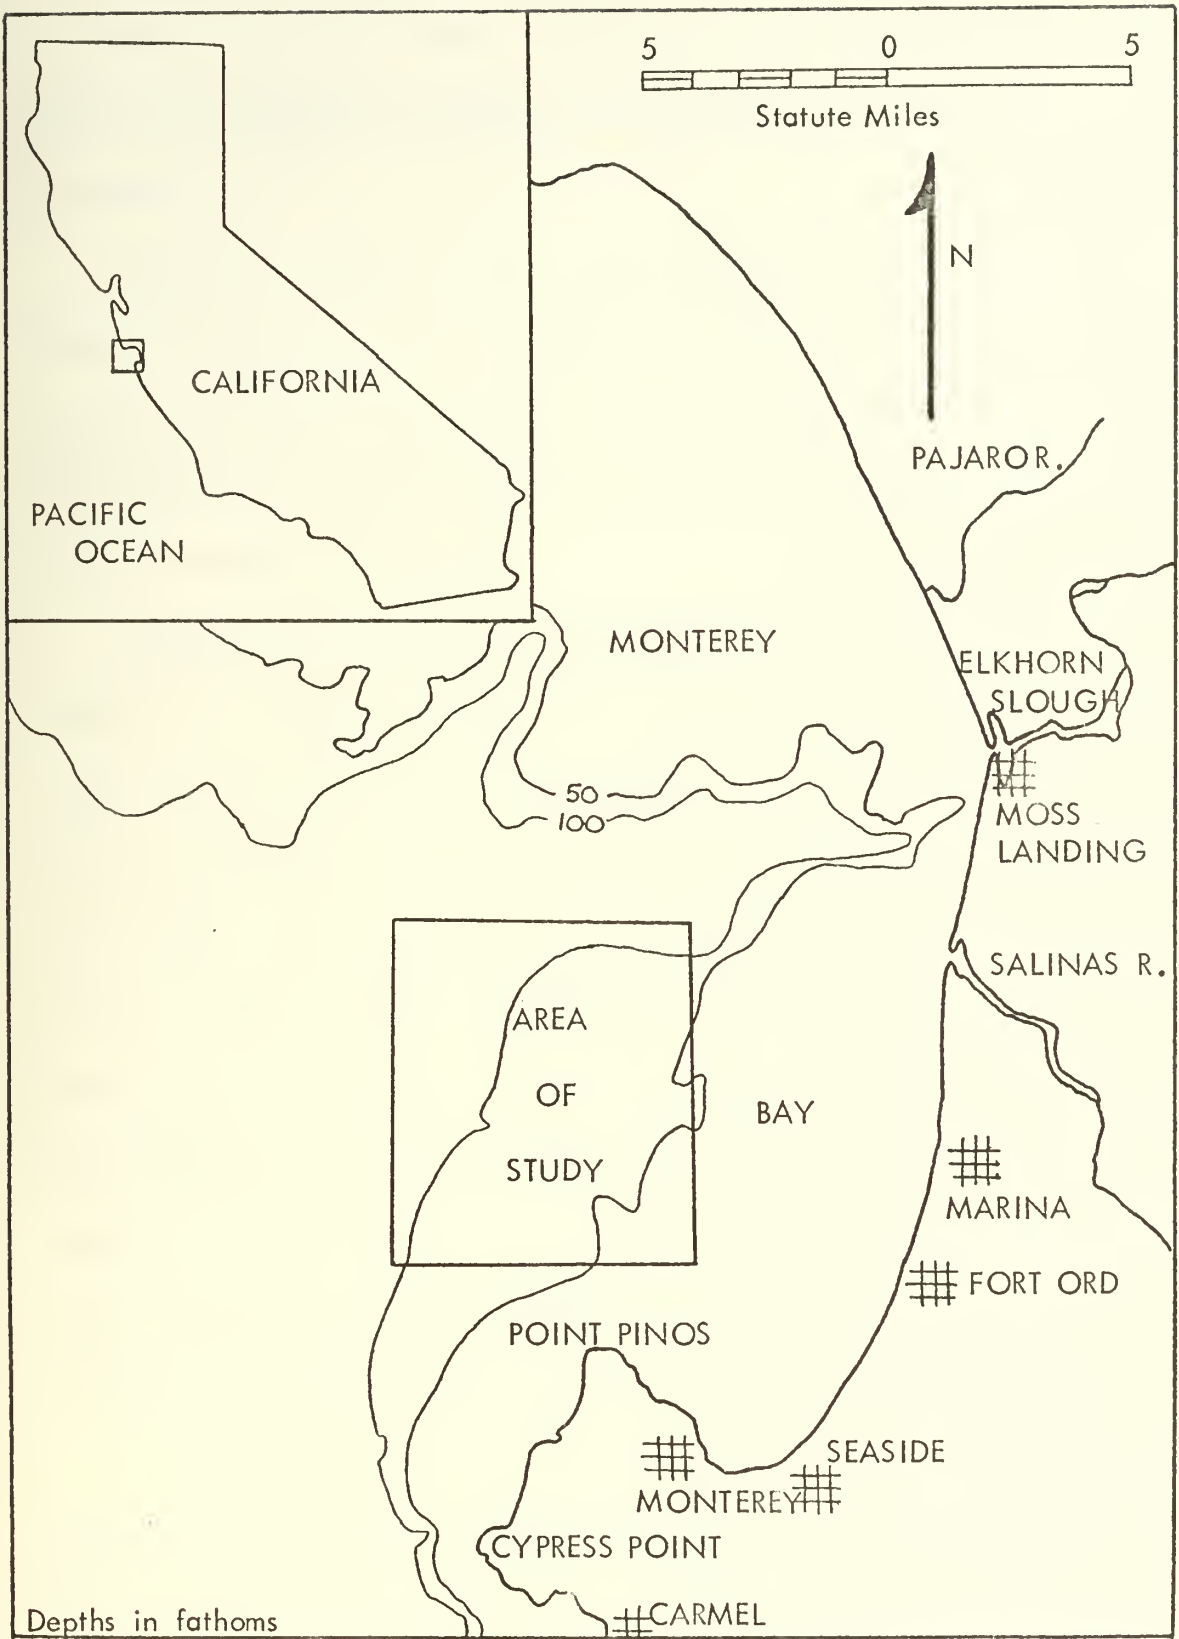 5 0 5
Statute Miles
N
CALIFORNIA
PACIFIC
OCEAN
PAJARO R.
MONTEREY
ELKHORN
SLOUGH
50
100
MOSS
LANDING
SALINAS R.
AREA
OF
STUDY
BAY
MARINA
FORT ORD
POINT PINOS
SEASIDE
MONTEREY
CYPRESS POINT
CARMEL
Depths in fathoms